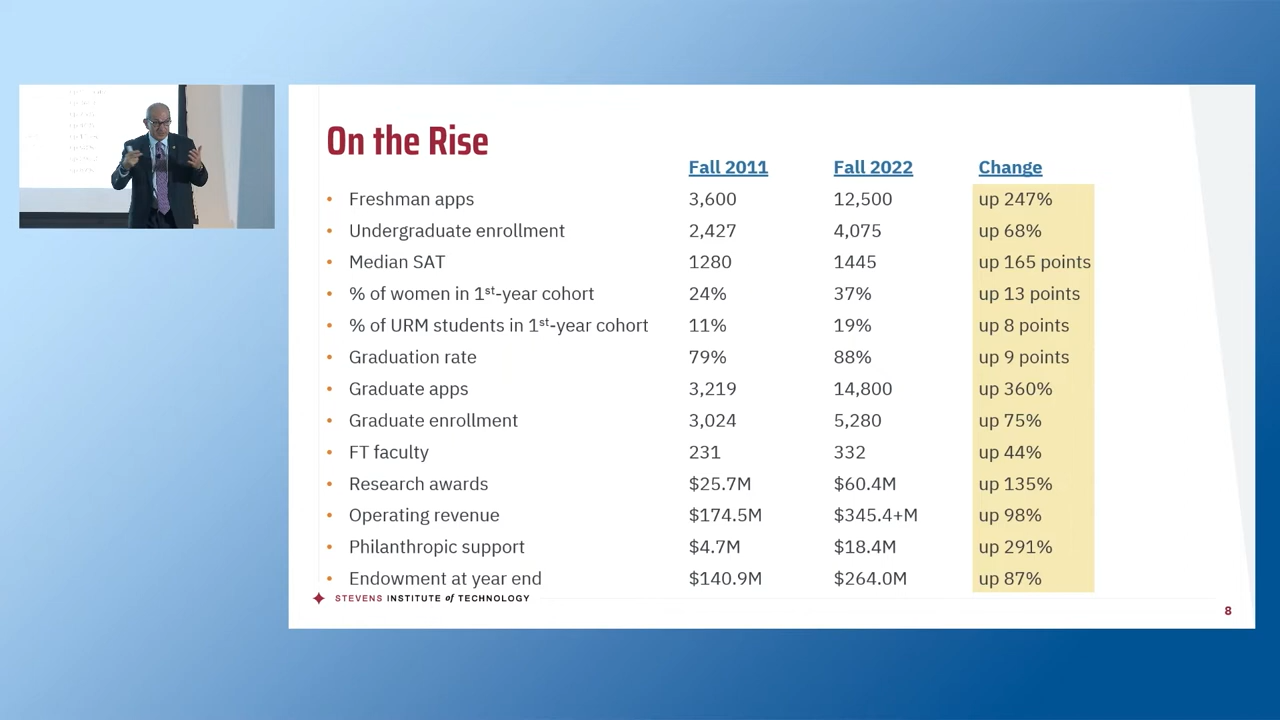 On the Rise
Fall 2011 Fall 2022 Change
• Freshman apps 3,600 12,500 up 247%
• Undergraduate enrollment 2,427 4,075 up 68%
• Median SAT 1280 1445 up 165 points
• % of women in 1st-year cohort 24% 37% up 13 points
• % of URM students in 1st-year cohort 11% 19% up 8 points
• Graduation rate 79% 88% up 9 points
• Graduate apps 3,219 14,800 up 360%
• Graduate enrollment 3,024 5,280 up 75%
• FT faculty 231 332 up 44%
• Research awards $25.7M $60.4M up 135%
• Operating revenue $174.5M $345.4+M up 98%
• Philanthropic support $4.7M $18.4M up 291%
• Endowment at year end $140.9M $264.0M up 87%
STEVENS INSTITUTE of TECHNOLOGY
8